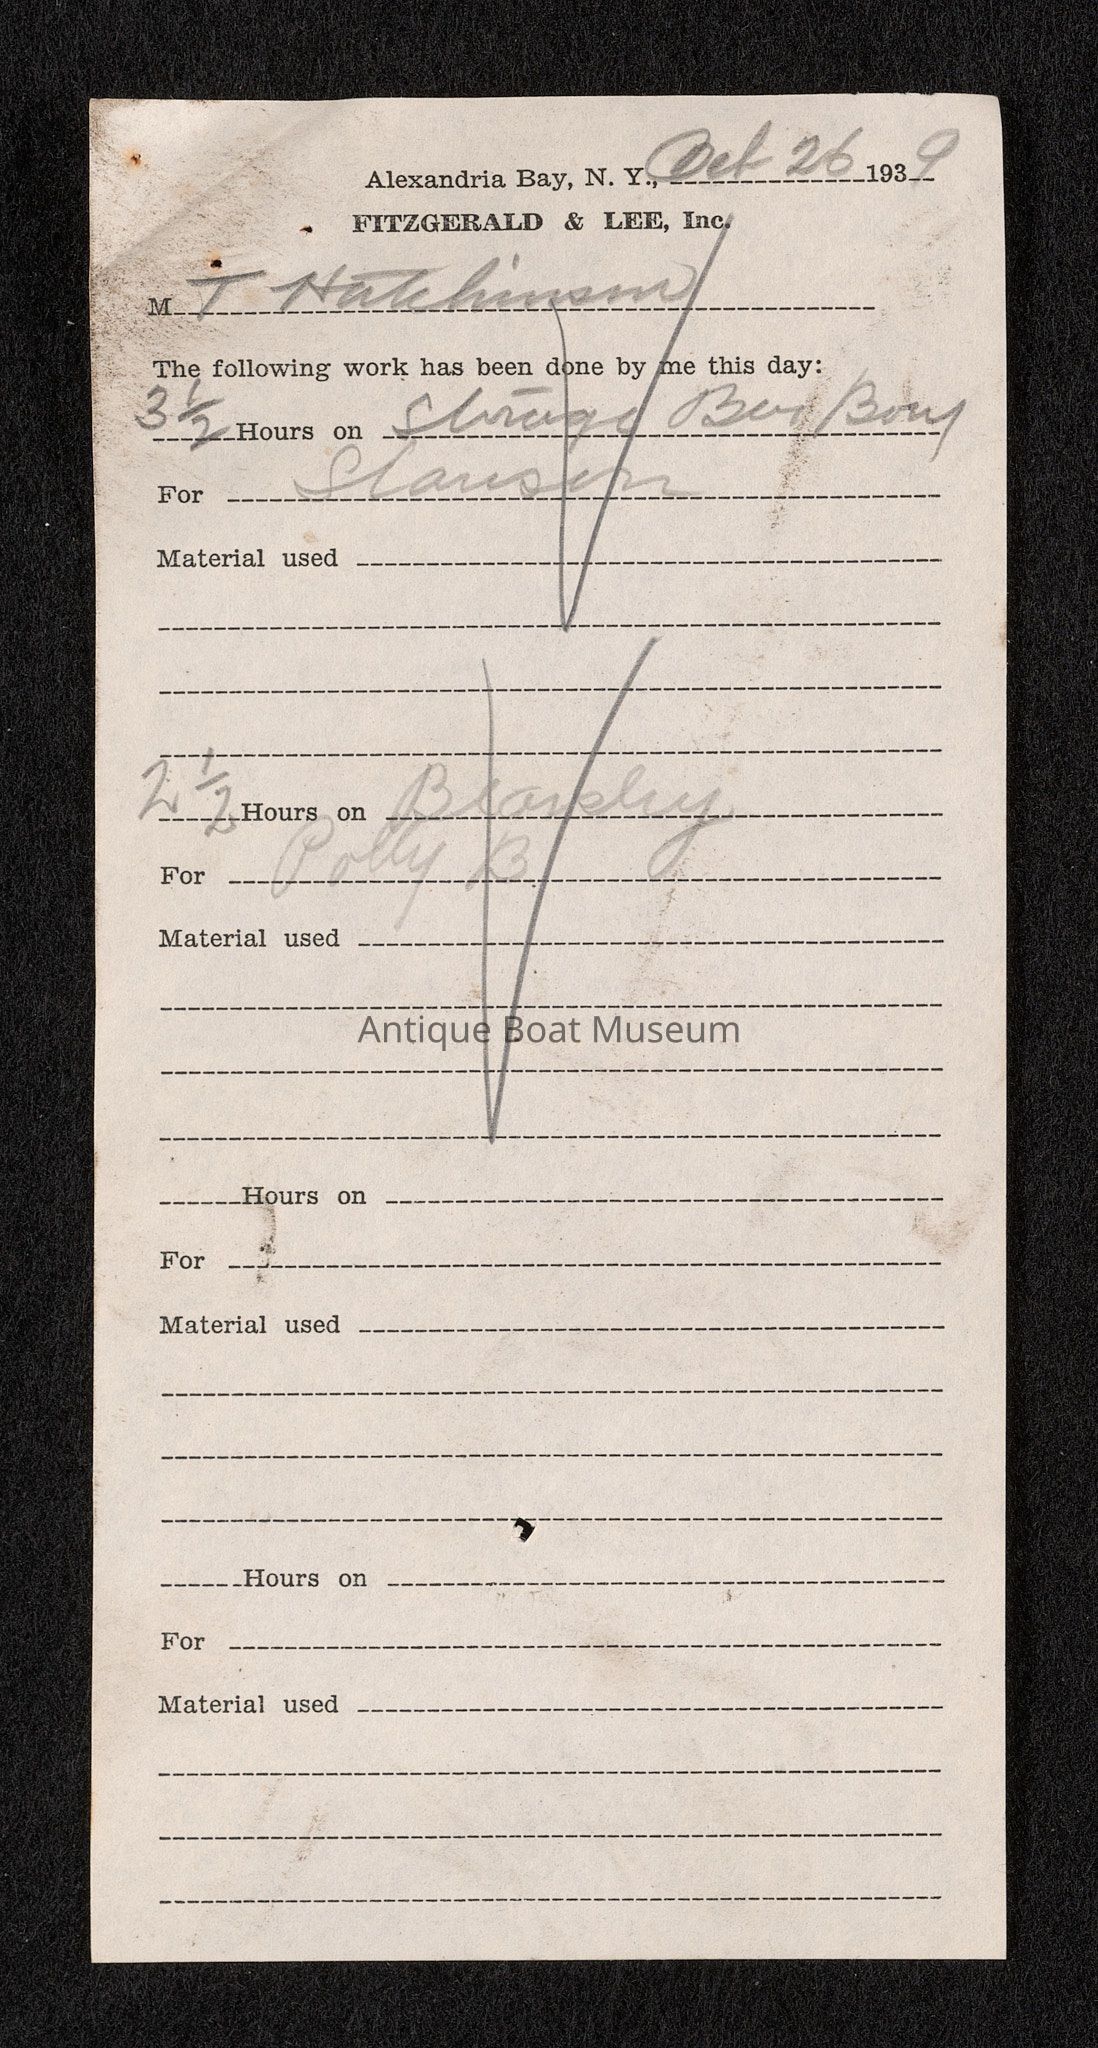 Alexandria Bay, N. Y., Oct 26 1939
FITZGERALD & LEE, Inc.
M T Hutchinson
The following work has been done by me this day:
3 1/2 Hours on Storage
For Slauson
Material used
2 1/2 Hours on
For Polly B
Material used
Antique Boat Museum
Hours on
For
Material used
Hours on
For
Material used